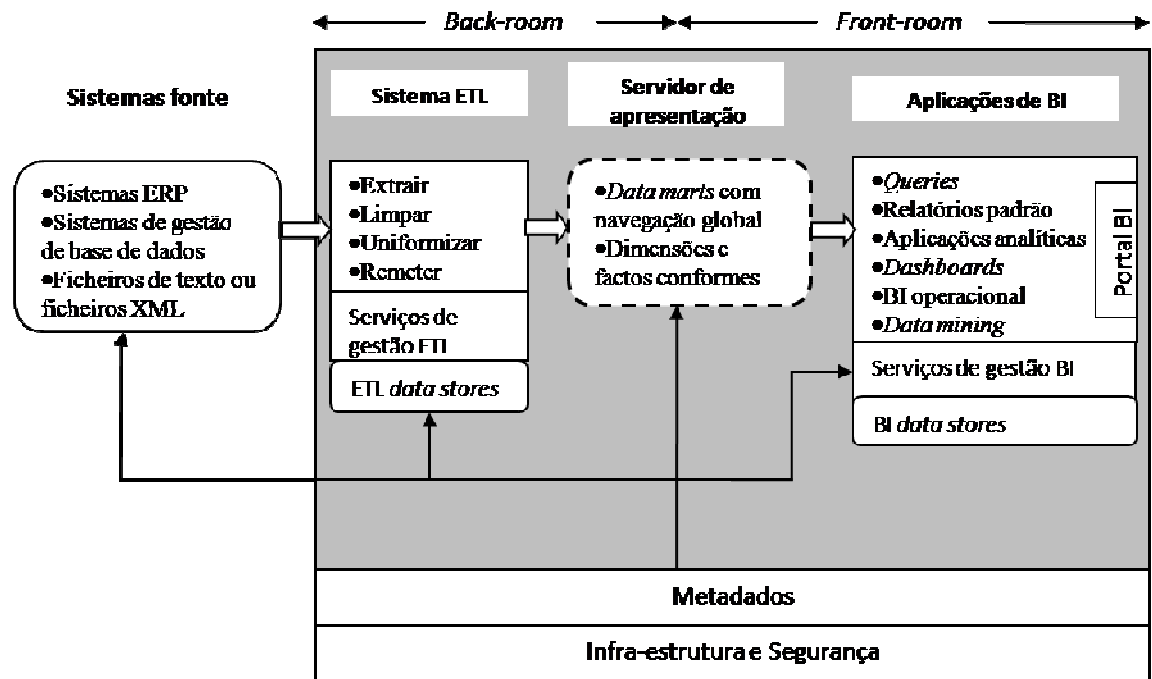 Back-room
Front-room
Sistemas fonte
Sistema ETL
Servidor de
apresentação
Aplicações de BI
•Sistemas ERP
•Sistemas de gestão
de base de dados
•Ficheiros de texto ou
ficheiros XML
•Extrair
•Limpar
•Uniformizar
•Remeter
Serviços de
gestão ETL
ETL data stores
•Data marts com
navegação global
•Dimensões e
factos conformes
•Queries
•Relatórios padrão
•Aplicações analíticas
•Dashboards
•BI operacional
•Data mining
Portal BI
Serviços de gestão BI
BI data stores
Metadados
Infra-estrutura e Segurança